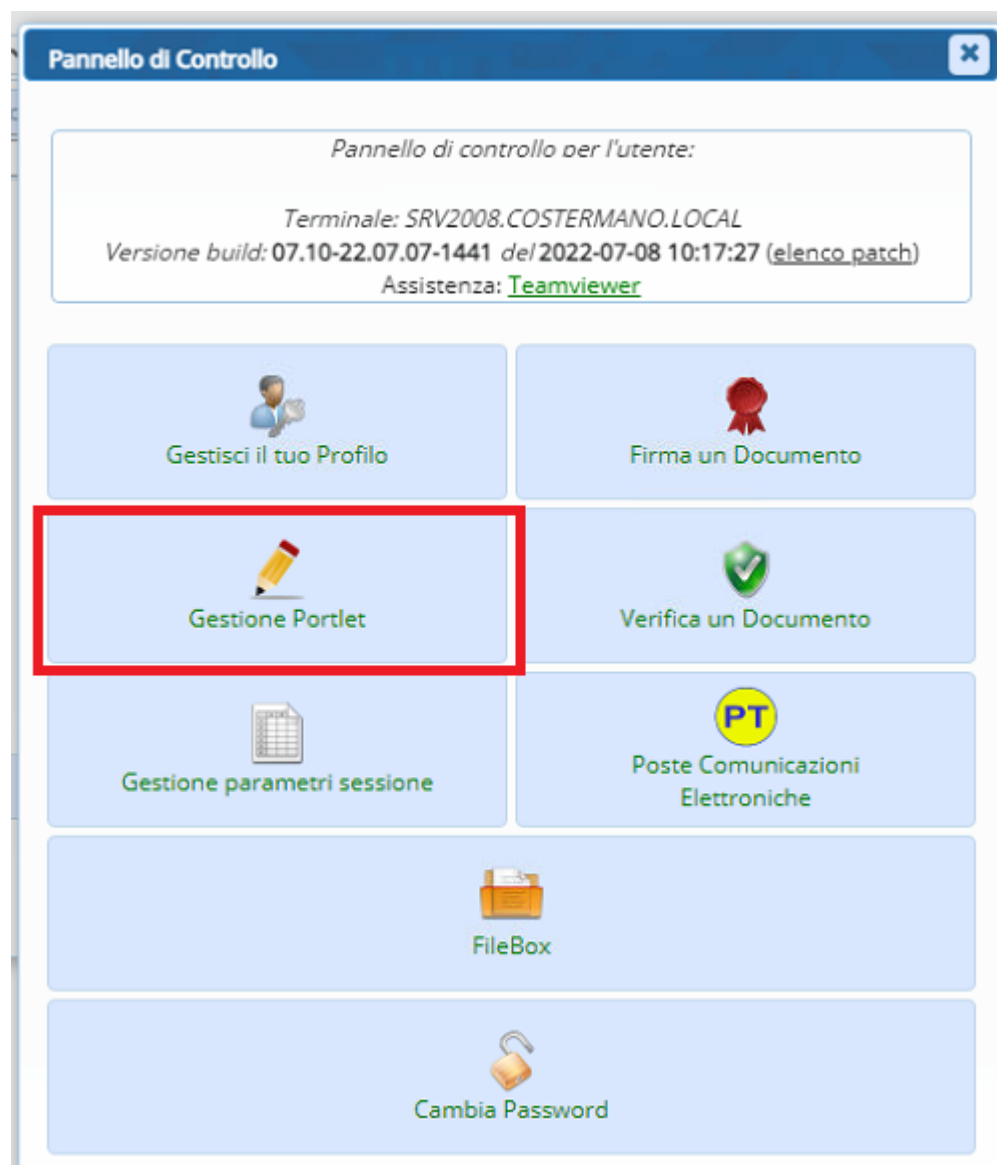 Pannello di Controllo
Pannello di controllo per l'utente:
Terminale: SRV2008.COSTERMANO.LOCAL
Versione build: 07.10-22.07.07-1441 del 2022-07-08 10:17:27 (elenco patch)
Assistenza: Teamviewer
Gestisci il tuo Profilo
Firma un Documento
Gestione Portlet
Verifica un Documento
Gestione parametri sessione
PT
Poste Comunicazioni
Elettroniche
FileBox
Cambia Password